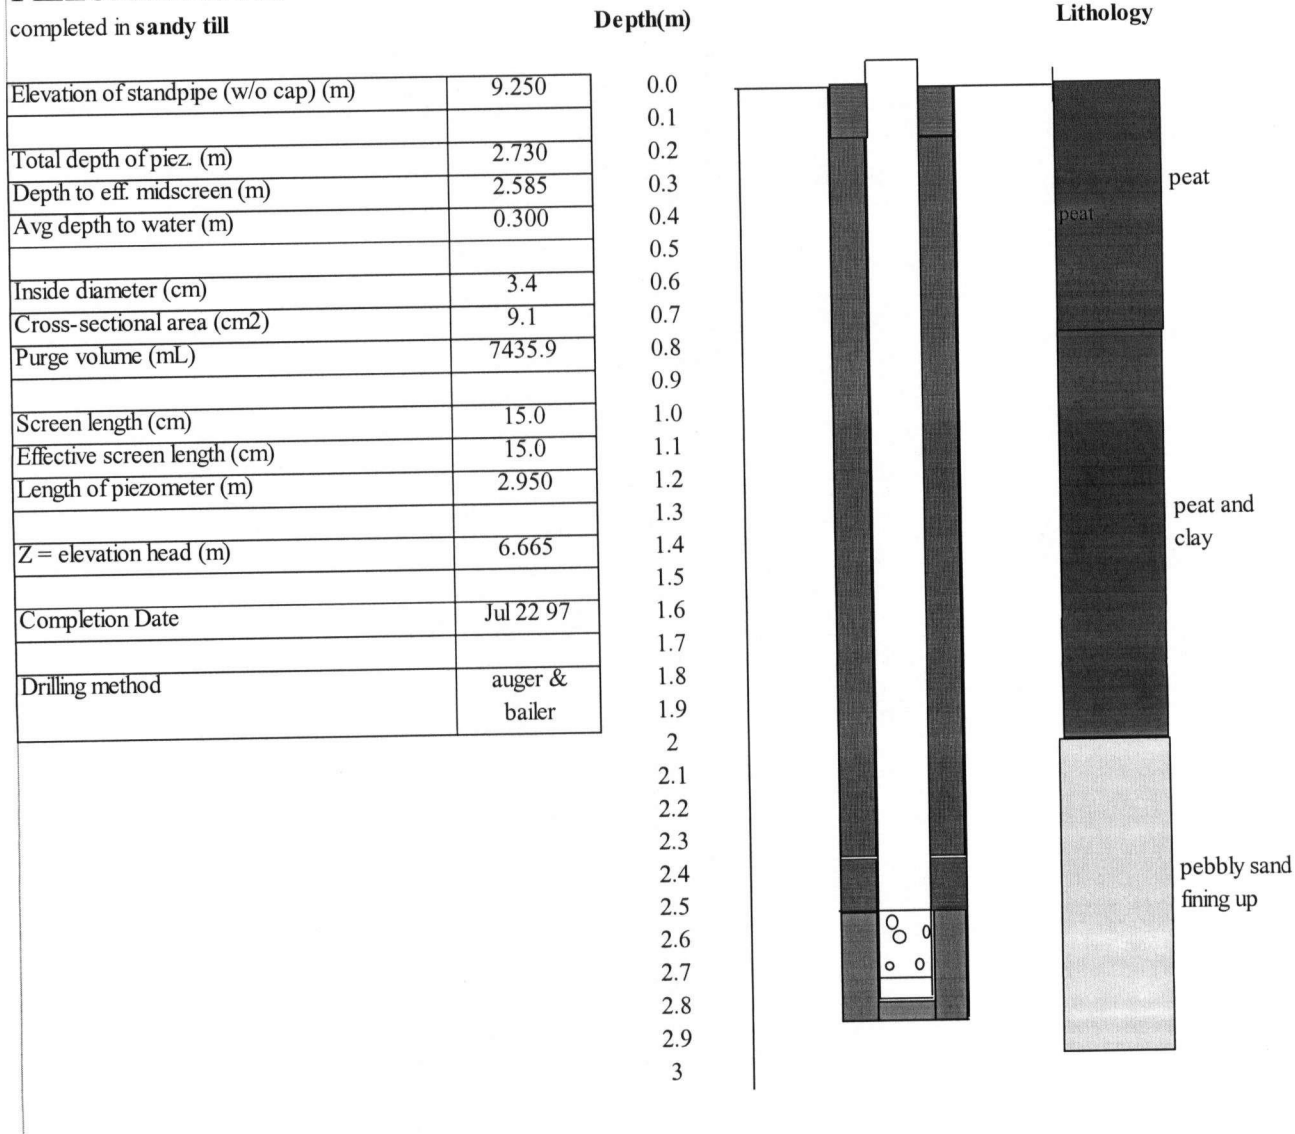 completed in sandy till
Depth(m)
Lithology
Elevation of standpipe (w/o cap) (m) 9.250
Total depth of piez. (m) 2.730
Depth to eff. midscreen (m) 2.585
Avg depth to water (m) 0.300
Inside diameter (cm) 3.4
Cross-sectional area (cm2) 9.1
Purge volume (mL) 7435.9
Screen length (cm) 15.0
Effective screen length (cm) 15.0
Length of piezometer (m) 2.950
Z = elevation head (m) 6.665
Completion Date Jul 22 97
Drilling method auger &
bailer
0.0
0.1
0.2
0.3
0.4
0.5
0.6
0.7
0.8
0.9
1.0
1.1
1.2
1.3
1.4
1.5
1.6
1.7
1.8
1.9
2
2.1
2.2
2.3
2.4
2.5
2.6
2.7
2.8
2.9
3
peat
peat
peat and
clay
pebbly sand
fining up